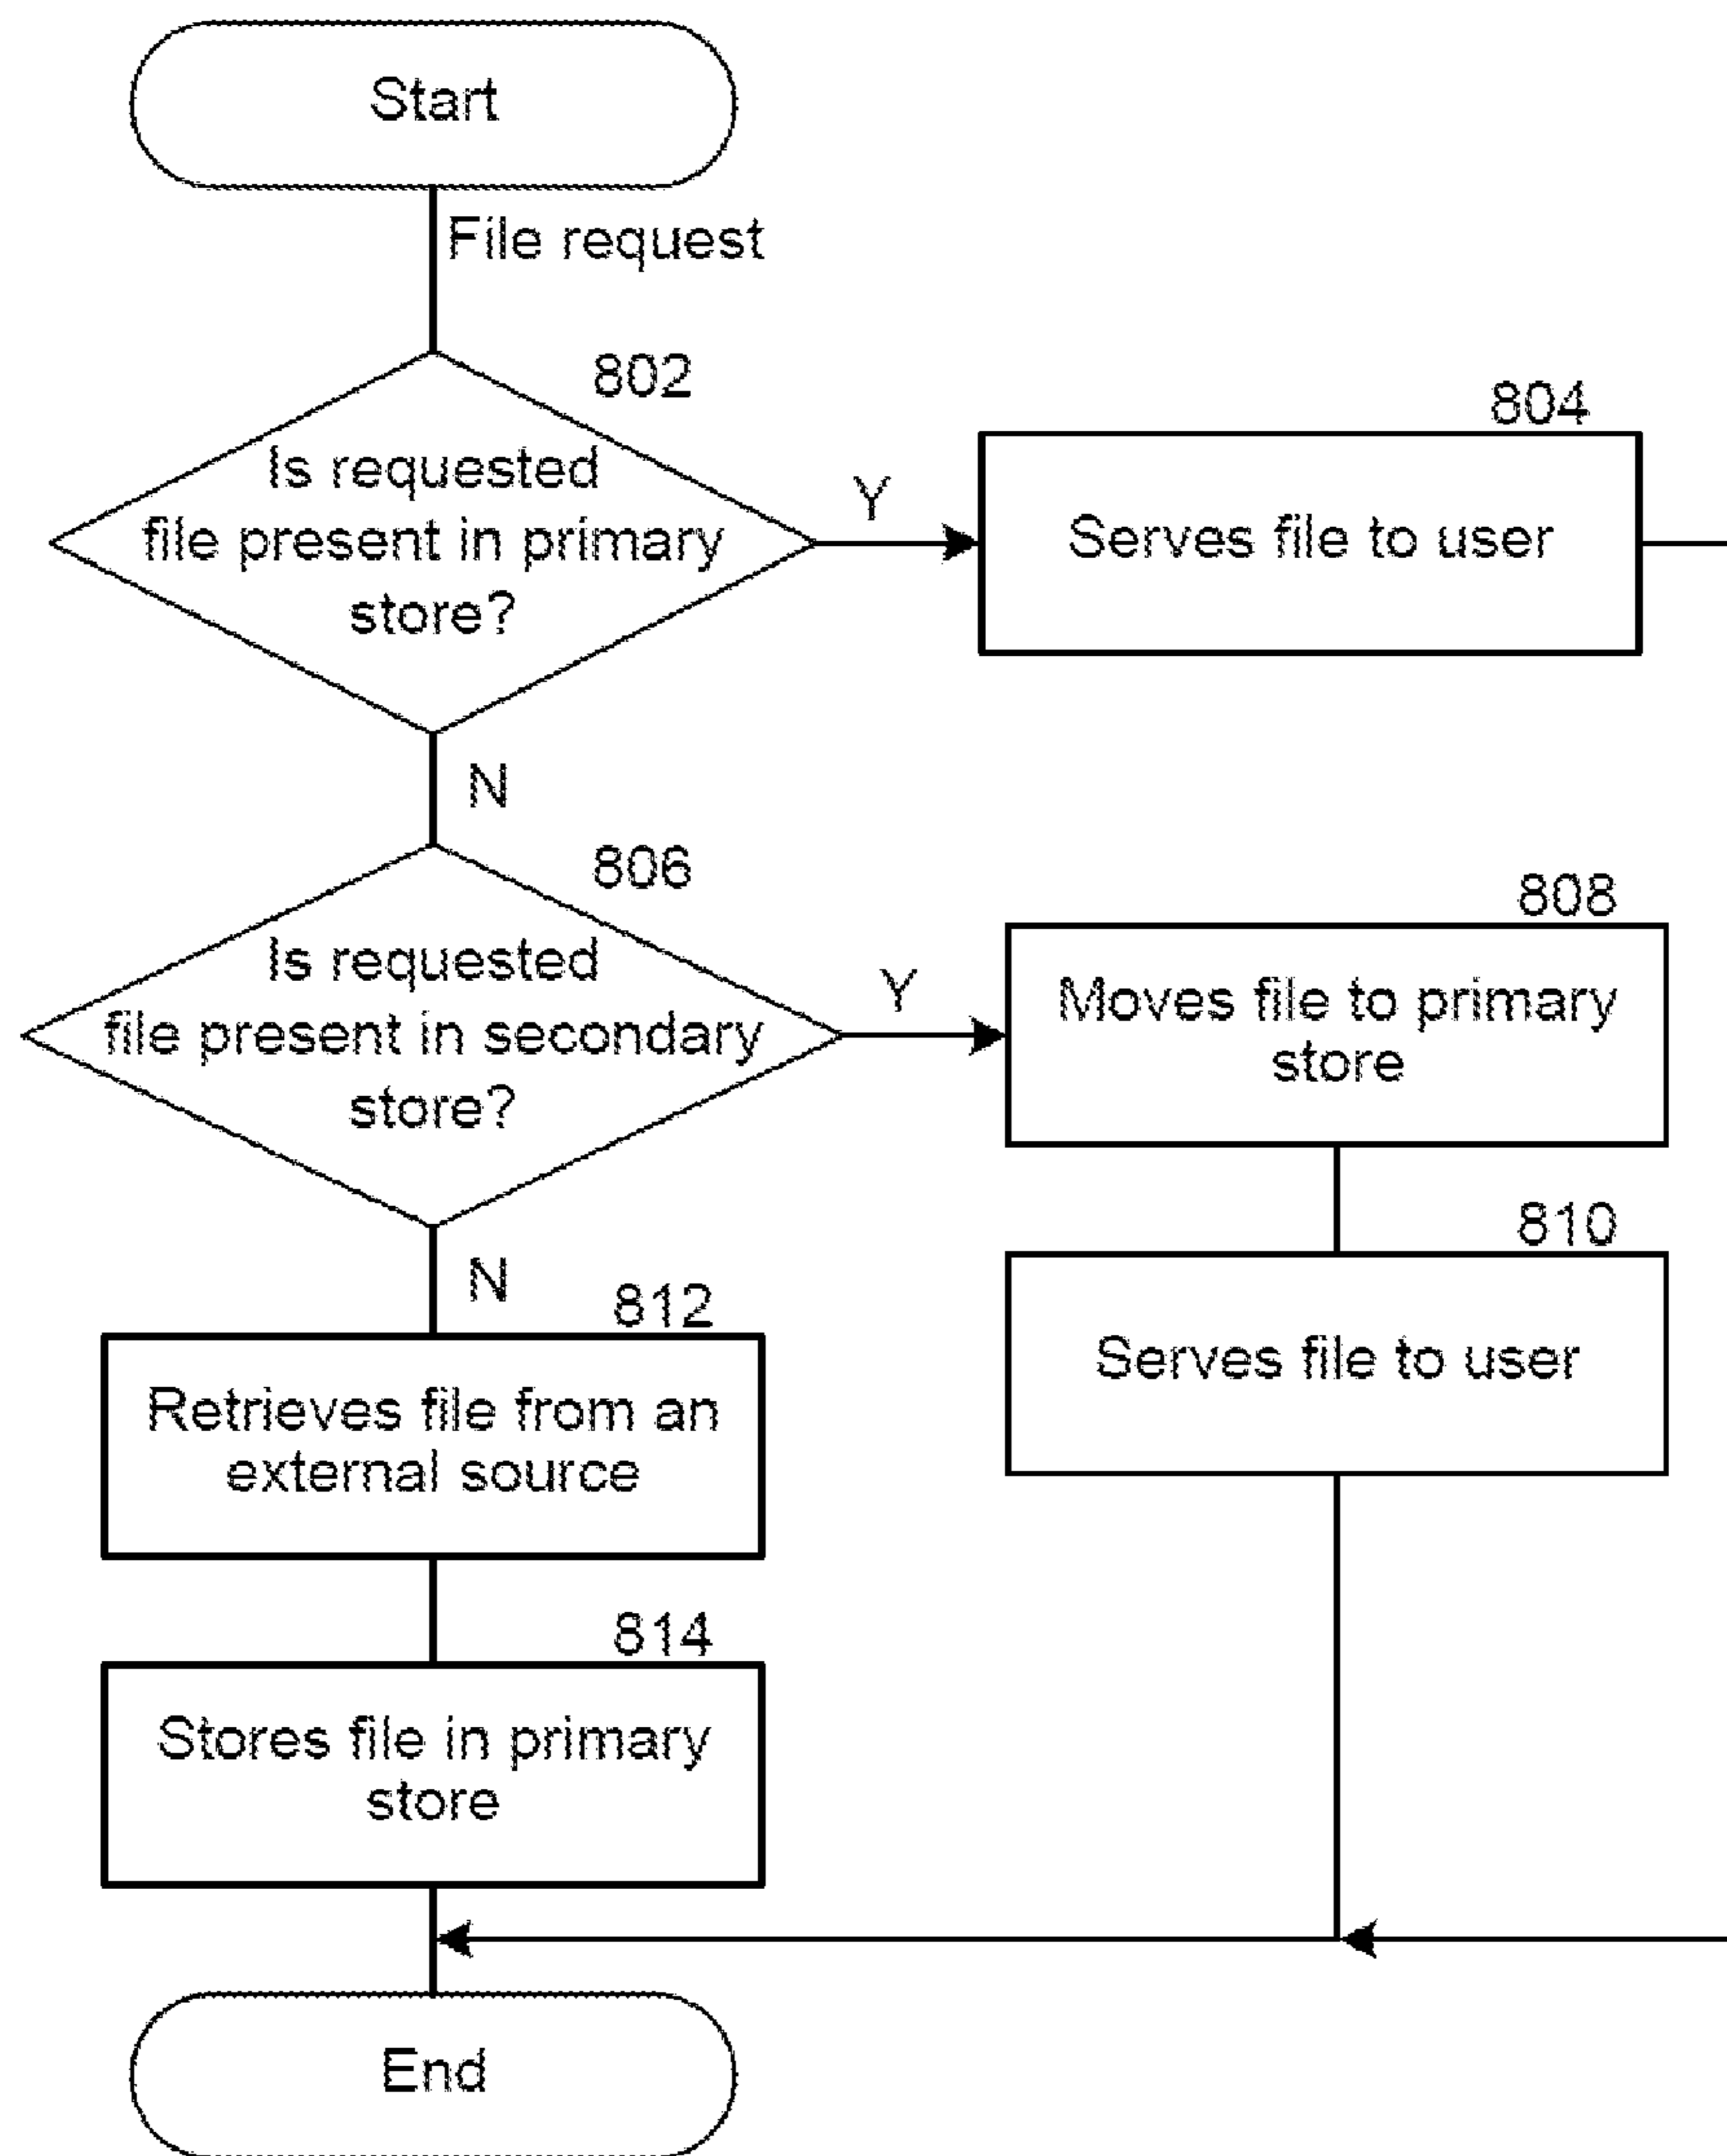 Start
File request
802
Is requested
file present in primary
store?
Y
804
Serves file to user
N
806
Is requested
file present in secondary
store?
Y
808
Moves file to primary
store
810
Serves file to user
N
812
Retrieves file from an
external source
814
Stores file in primary
store
End